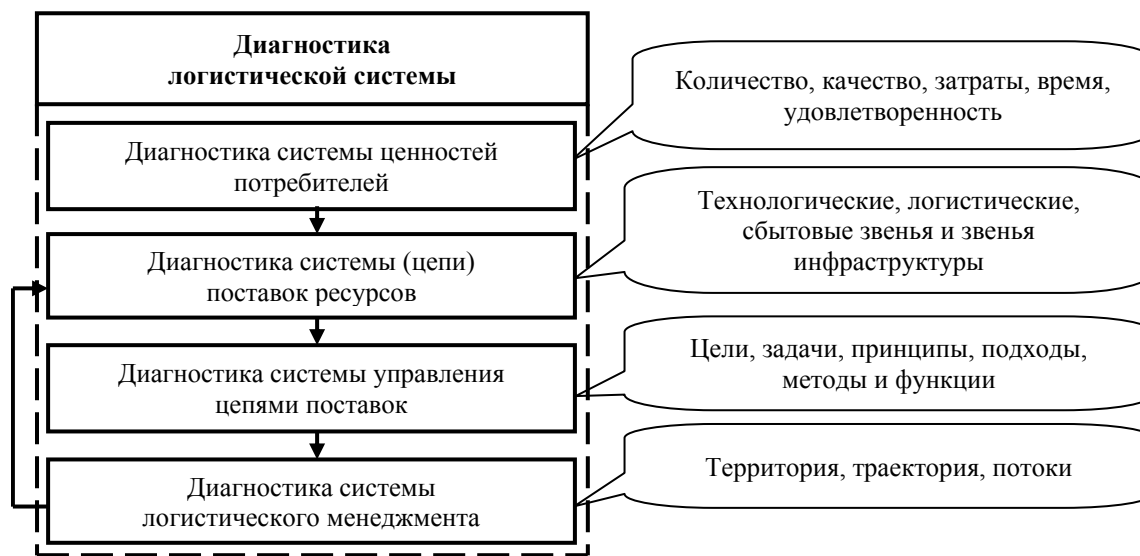 Диагностика
логистической системы
Количество, качество, затраты, время,
удовлетворенность
Диагностика системы ценностей
потребителей
Технологические, логистические,
сбытовые звенья и звенья
инфраструктуры
Диагностика системы (цепи)
поставок ресурсов
Цели, задачи, принципы, подходы,
методы и функции
Диагностика системы управления
цепями поставок
Территория, траектория, потоки
Диагностика системы
логистического менеджмента